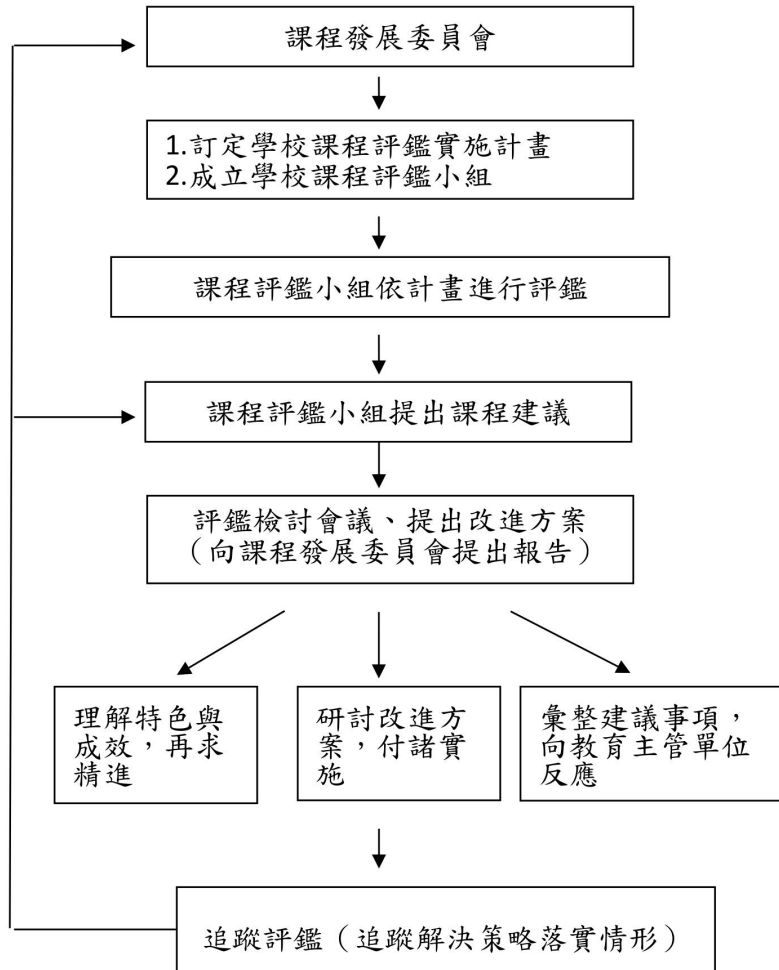 課程發展委員會
1.訂定學校課程評鑑實施計畫
2.成立學校課程評鑑小組
課程評鑑小組依計畫進行評鑑
課程評鑑小組提出課程建議
評鑑檢討會議、提出改進方案
（向課程發展委員會提出報告）
理解特色與
成效，再求
精進
研討改進方
案，付諸實
施
彙整建議事項，
向教育主管單位
反應
追蹤評鑑（追蹤解決策略落實情形）